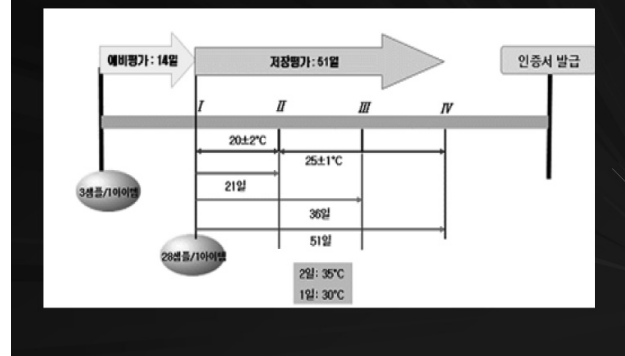 예비평가: 14일
저장평가: 51일
인증서 발급
I
II
III
IV
20±2°C
25±1°C
3샘플/1아이템
21일
36일
51일
28샘플/1아이템
2일: 35°C
1일: 30°C